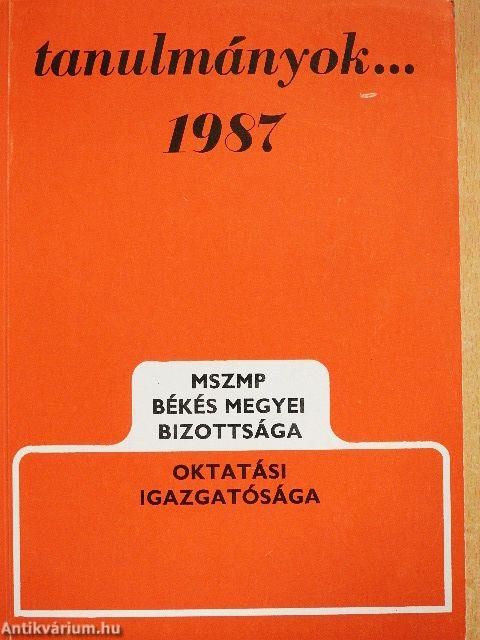 tanulmányok...
1987
MSZMP
BÉKÉS MEGYEI
BIZOTTSÁGA
OKTATÁSI
IGAZGATÓSÁGA
Antikvárium.hu